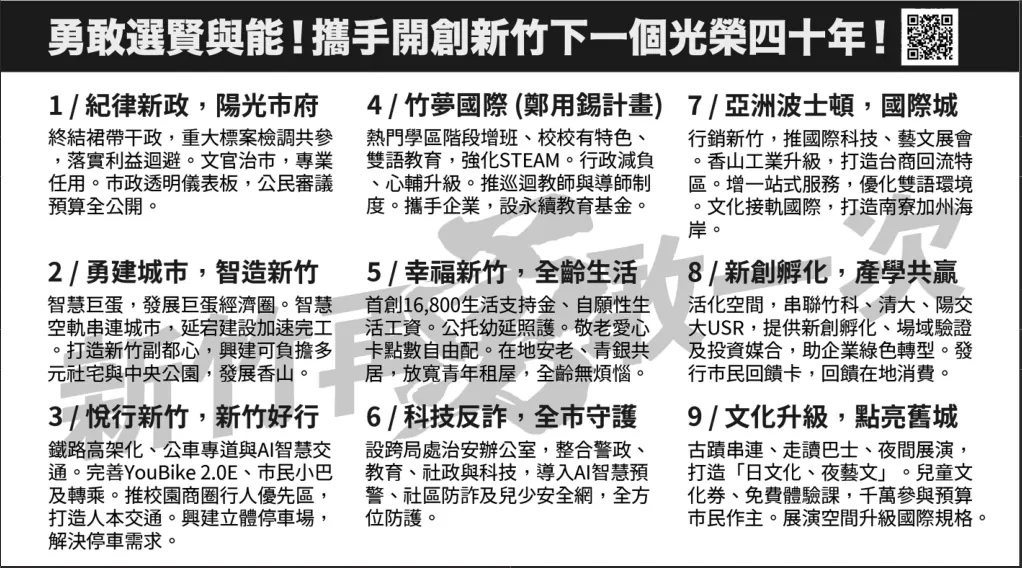 勇敢選賢與能！攜手開創新竹下一個光榮四十年！
1 / 紀律新政，陽光市府
終結裙帶干政，重大標案檢調共參
，落實利益迴避。文官治市，專業
任用。市政透明儀表板，公民審議
預算全公開。
2 / 勇建城市，智造新竹
智慧巨蛋，發展巨蛋經濟圈。智慧
空軌串連城市，延宕建設加速完工
。打造新竹副都心，興建可負擔多
元社宅與中央公園，發展香山。
3 / 悅行新竹，新竹好行
鐵路高架化、公車專道與AI智慧交
通。完善YouBike 2.0E、市民小巴
及轉乘。推校園商圈行人優先區，
打造人本交通。興建立體停車場，
解決停車需求。
4 / 竹夢國際 (鄭用錫計畫)
熱門學區階段增班、校校有特色、
雙語教育，強化STEAM。行政減負
、心輔升級。推巡迴教師與導師制
度。攜手企業，設永續教育基金。
5 / 幸福新竹，全齡生活
首創16,800生活支持金、自願性生
活工資。公托幼延照護。敬老愛心
卡點數自由配。在地安老、青銀共
居，放寬青年租屋，全齡無煩惱。
6 / 科技反詐，全市守護
設跨局處治安辦公室，整合警政、
教育、社政與科技，導入AI智慧預
警、社區防詐及兒少安全網，全方
位防護。
7 / 亞洲波士頓，國際城
行銷新竹，推國際科技、藝文展會
。香山工業升級，打造台商回流特
區。增一站式服務，優化雙語環境
。文化接軌國際，打造南寮加州海
岸。
8 / 新創孵化，產學共贏
活化空間，串聯竹科、清大、陽交
大USR，提供新創孵化、場域驗證
及投資媒合，助企業綠色轉型。發
行市民回饋卡，回饋在地消費。
9 / 文化升級，點亮舊城
古蹟串連、走讀巴士、夜間展演，
打造「日文化、夜藝文」。兒童文
化券、免費體驗課，千萬參與預算
市民作主。展演空間升級國際規格。
新竹再勇敢一次